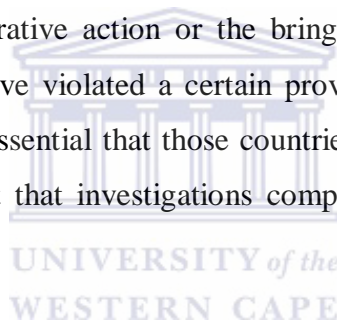 rative action or the bring
ve violated a certain prov
ssential that those countrie
that investigations comp
UNIVERSITY of the
WESTERN CAPE